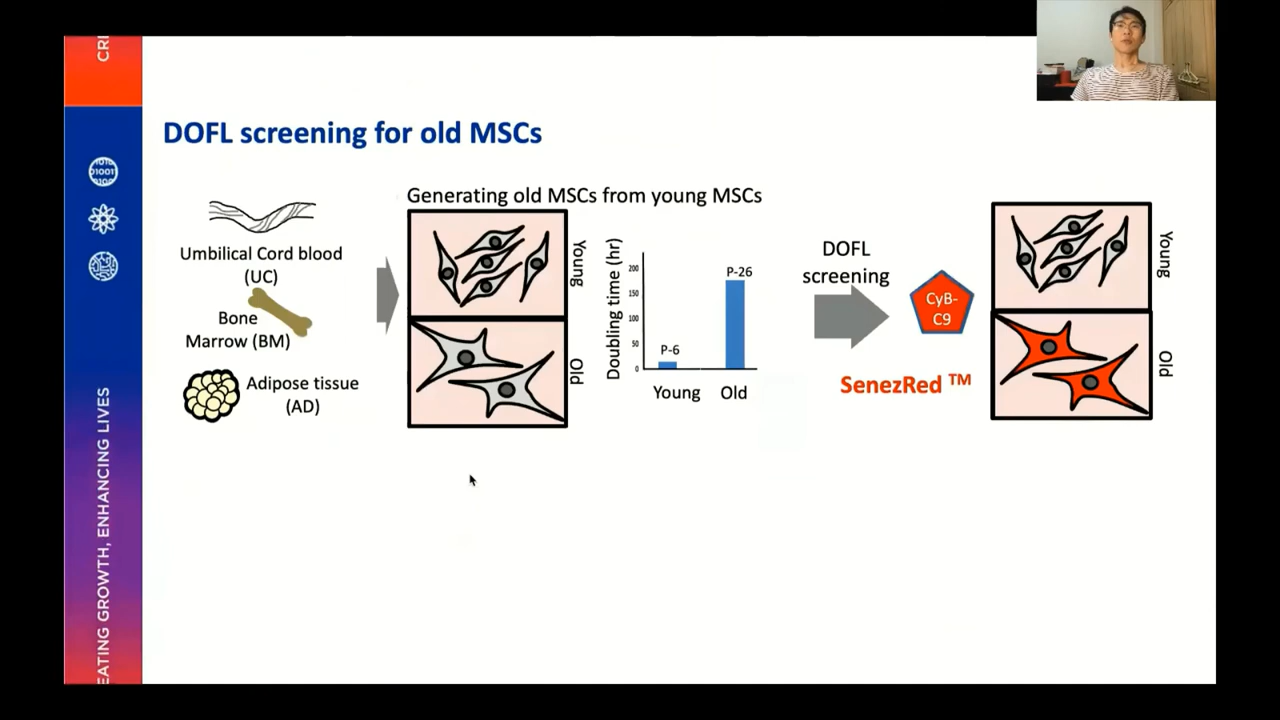 CRE
EATING GROWTH, ENHANCING LIVES
DOFL screening for old MSCs
Umbilical Cord blood
(UC)
Bone
Marrow (BM)
Adipose tissue
(AD)
Generating old MSCs from young MSCs
Young
Old
Doubling time (hr)
200
150
100
50
0
P-6
P-26
Young
Old
DOFL
screening
CyB-
C9
SenezRed TM
Young
Old